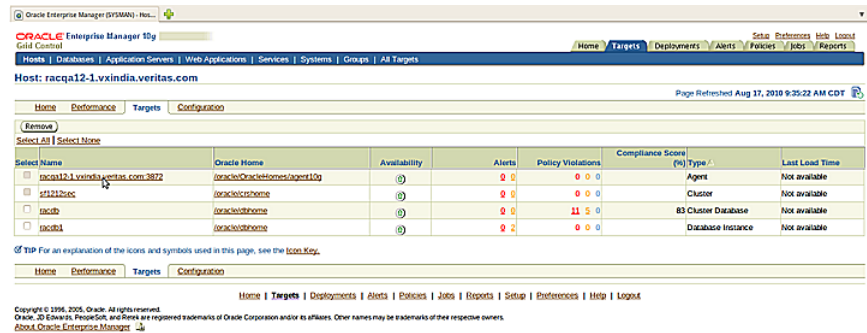 Oracle Enterprise Manager (SYSMAN) - Hos...
ORACLE Enterprise Manager 10g
Grid Control
Setup Preferences Help Logout
Home Targets Deployments Alerts Policies Jobs Reports
Hosts | Databases | Application Servers | Web Applications | Services | Systems | Groups | All Targets
Host: racqa12-1.vxindia.veritas.com
Page Refreshed Aug 17, 2010 9:35:22 AM CDT
Home Performance Targets Configuration
Remove
Select All | Select None
Select Name Oracle Home Availability Alerts Policy Violations Compliance Score (%) Type Last Load Time
racqa12-1.vxindia.veritas.com:3872 /oracle/OracleHomes/agent10g 0 0 0 0 0 Agent Not available
sf1212sec /oracle/crshome 0 0 0 0 0 Cluster Not available
racdb /oracle/dbhome 0 0 11 5 0 83 Cluster Database Not available
racdb1 /oracle/dbhome 0 2 0 0 0 Database Instance Not available
TIP For an explanation of the icons and symbols used in this page, see the Icon Key.
Home Performance Targets Configuration
Home | Targets | Deployments | Alerts | Policies | Jobs | Reports | Setup | Preferences | Help | Logout
Copyright © 1996, 2005, Oracle. All rights reserved.
Oracle, JD Edwards, PeopleSoft, and Retek are registered trademarks of Oracle Corporation and/or its affiliates. Other names may be trademarks of their respective owners.
About Oracle Enterprise Manager